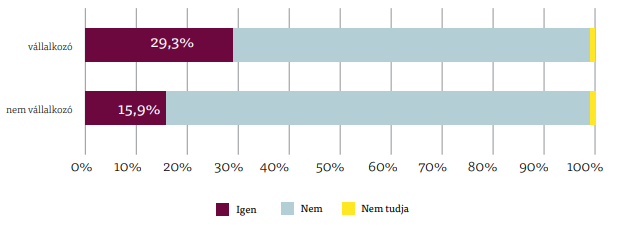 vállalkozó
29,3%
nem vállalkozó
15,9%
0% 10% 20% 30% 40% 50% 60% 70% 80% 90% 100%
Igen Nem Nem tudja